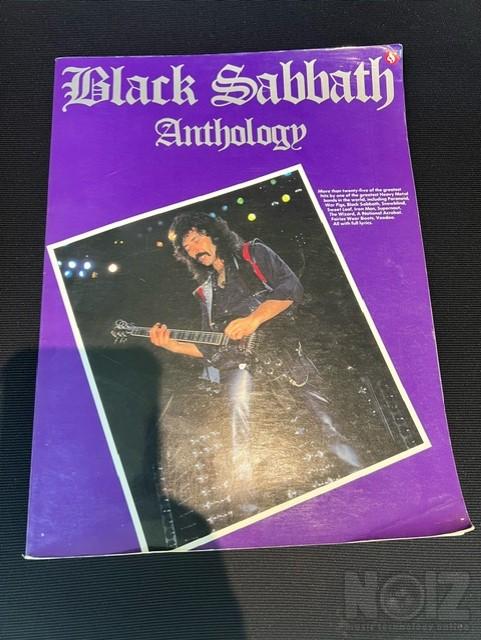 Black Sabbath
Anthology
More than twenty-five of the greatest
hits by one of the greatest Heavy Metal
bands in the world, including Paranoid,
War Pigs, Black Sabbath, Snowblind,
Sweet Leaf, Iron Man, Supernaut,
The Wizard, A National Acrobat,
Fairies Wear Boots, Voodoo.
All with full lyrics.
NOIZ